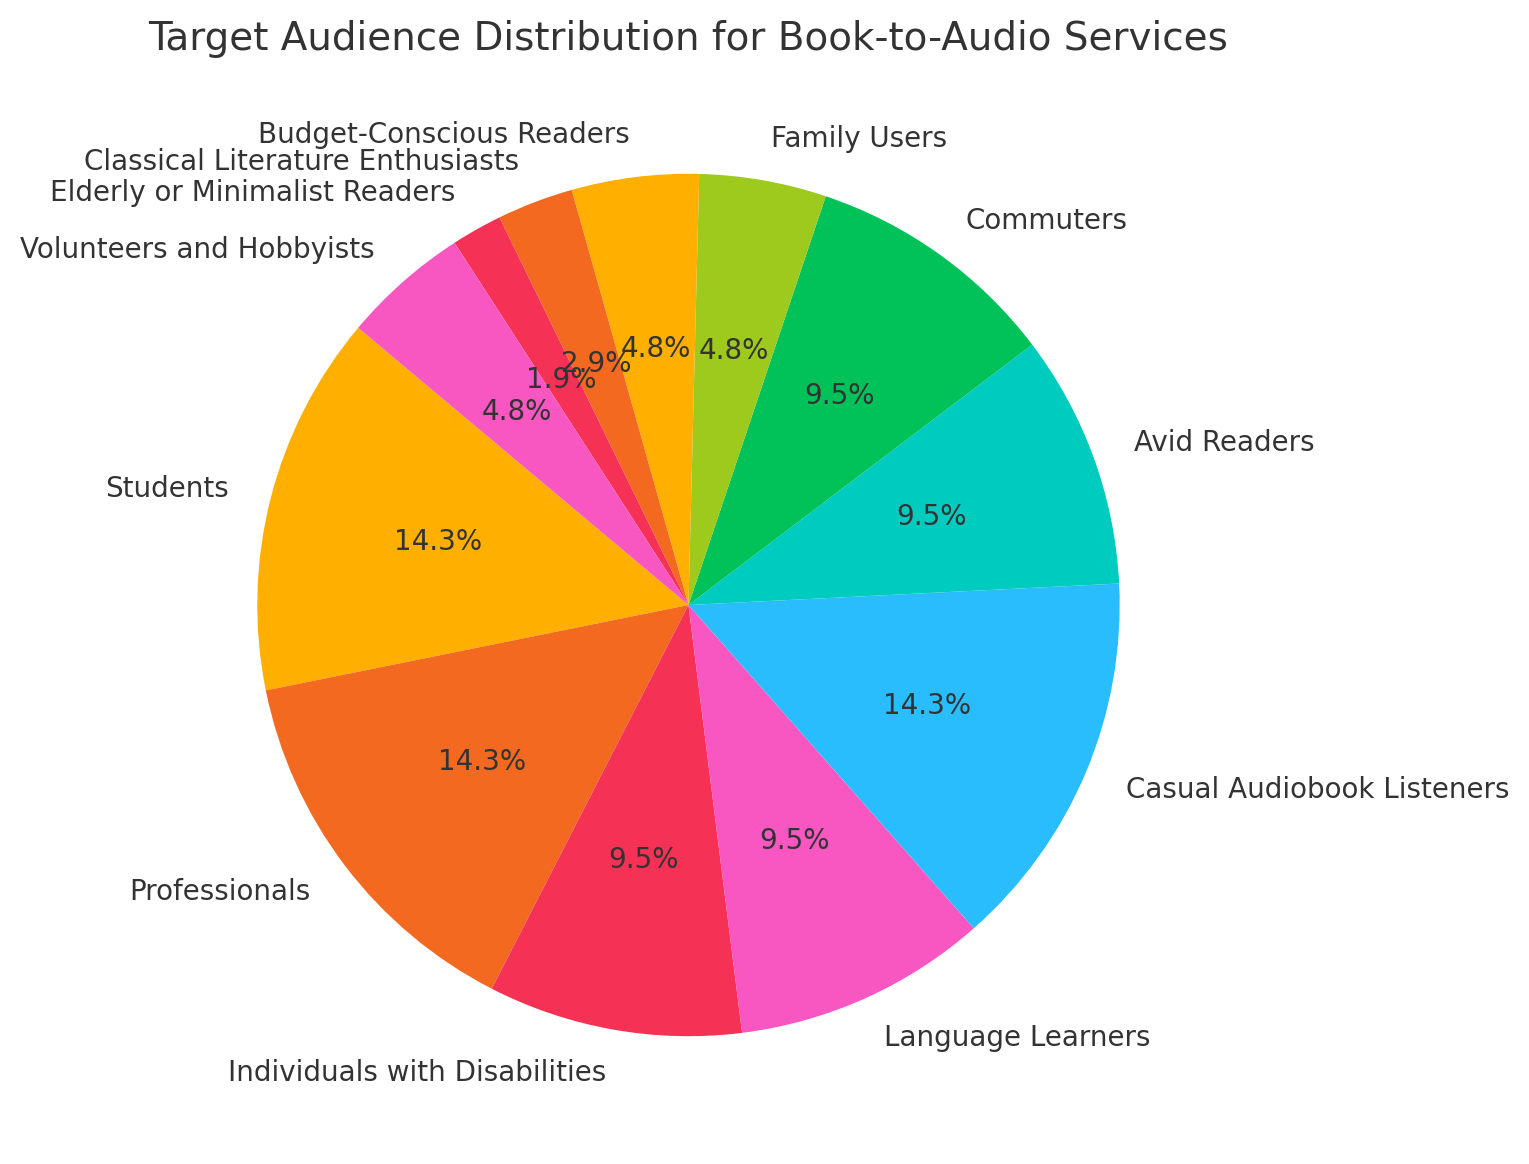 Target Audience Distribution for Book-to-Audio Services
Budget-Conscious Readers
Family Users
Classical Literature Enthusiasts
Elderly or Minimalist Readers
Commuters
Volunteers and Hobbyists
4.8%
4.8%
2.9%
1.9%
9.5%
4.8%
Avid Readers
Students
9.5%
14.3%
14.3%
14.3%
Casual Audiobook Listeners
9.5%
9.5%
Professionals
Language Learners
Individuals with Disabilities